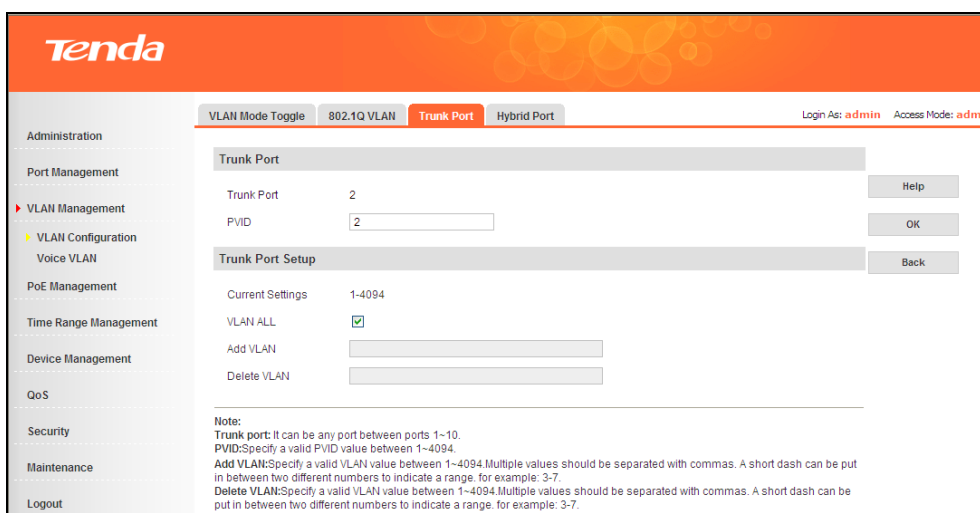 Tenda
VLAN Mode Toggle 802.1Q VLAN Trunk Port Hybrid Port
Login As: admin Access Mode: adm
Administration
Port Management
VLAN Management
VLAN Configuration
Voice VLAN
PoE Management
Time Range Management
Device Management
QoS
Security
Maintenance
Logout
Trunk Port
Trunk Port 2
PVID 2
Trunk Port Setup
Current Settings 1-4094
VLAN ALL
Add VLAN
Delete VLAN
Help
OK
Back
Note:
Trunk port: It can be any port between ports 1~10.
PVID:Specify a valid PVID value between 1~4094.
Add VLAN:Specify a valid VLAN value between 1~4094.Multiple values should be separated with commas. A short dash can be put
in between two different numbers to indicate a range. for example: 3-7.
Delete VLAN:Specify a valid VLAN value between 1~4094.Multiple values should be separated with commas. A short dash can be
put in between two different numbers to indicate a range. for example: 3-7.